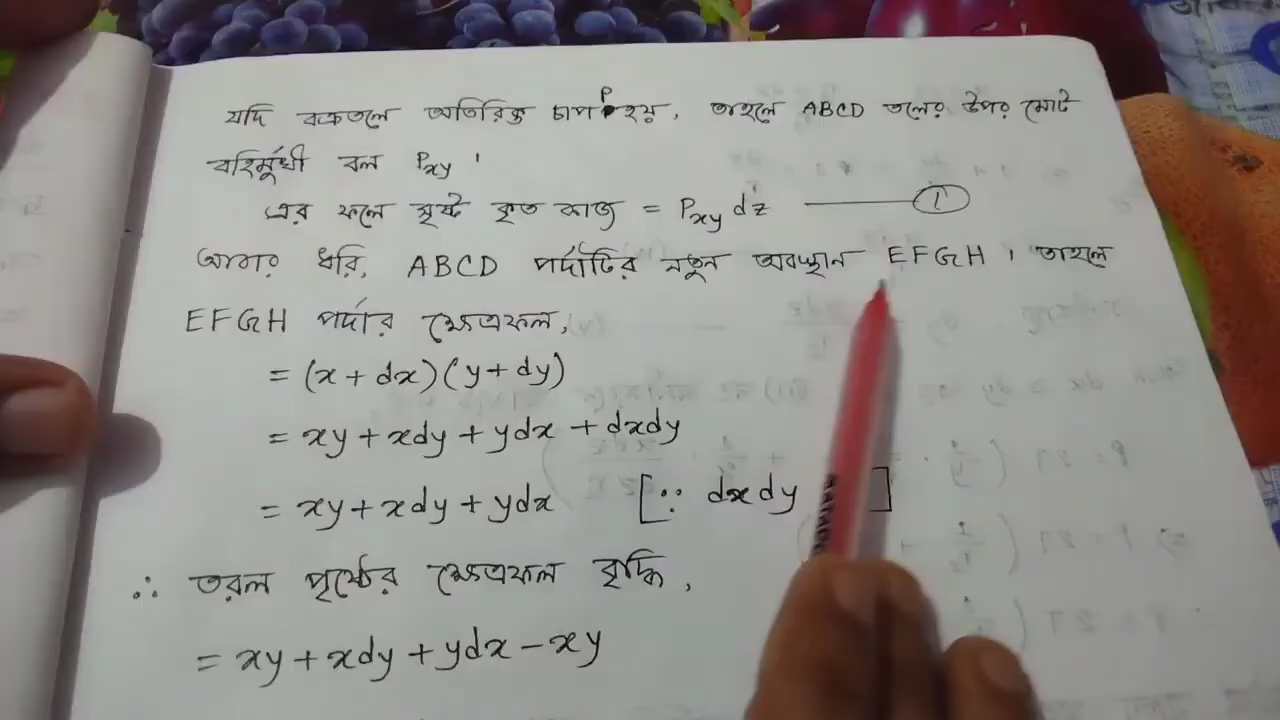 যদি বক্রতলে অতিরিক্ত চাপ P হয়, তাহলে ABCD তলের উপর মোট
বহির্মুখী বল Pxy ।
এর ফলে সৃষ্ট কৃত কাজ = Pxy dz ——— ①
আবার ধরি, ABCD পর্দাটির নতুন অবস্থান EFGH । তাহলে
EFGH পর্দার ক্ষেত্রফল,
= (x + dx)(y + dy)
= xy + xdy + ydx + dxdy
= xy + xdy + ydx [∵ dxdy ]
∴ তরল পৃষ্ঠের ক্ষেত্রফল বৃদ্ধি,
= xy + xdy + ydx - xy